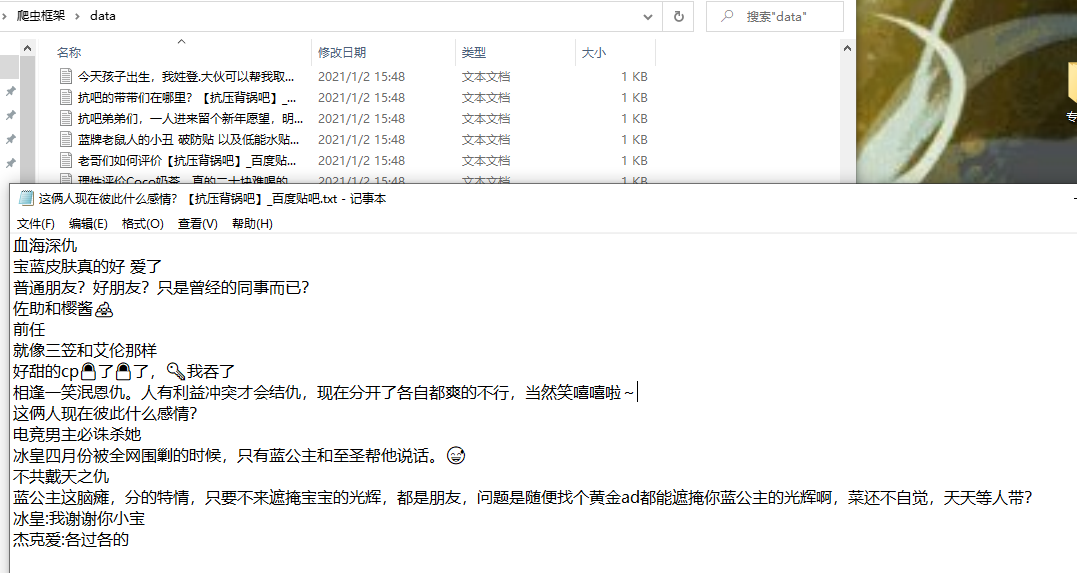 爬虫框架 data
搜索"data"
名称 修改日期 类型 大小
今天孩子出生，我姓登.大伙可以帮我取... 2021/1/2 15:48 文本文档 1 KB
抗吧的带带们在哪里？【抗压背锅吧】_... 2021/1/2 15:48 文本文档 1 KB
抗吧弟弟们，一人进来留个新年愿望，明... 2021/1/2 15:48 文本文档 1 KB
蓝牌老鼠人的小丑 破防贴 以及低能水贴... 2021/1/2 15:48 文本文档 1 KB
老哥们如何评价【抗压背锅吧】_百度贴... 2021/1/2 15:48 文本文档 1 KB
理性评价Coco奶茶，真的二十块难喝的 2021/1/2 15:48 文本文档 1 KB
专
这俩人现在彼此什么感情？【抗压背锅吧】_百度贴吧.txt - 记事本
文件(F) 编辑(E) 格式(O) 查看(V) 帮助(H)
血海深仇
宝蓝皮肤真的好 爱了
普通朋友？好朋友？只是曾经的同事而已？
佐助和樱酱💩
前任
就像三笠和艾伦那样
好甜的cp🔒了🔒了，🔑我吞了
相逢一笑泯恩仇。人有利益冲突才会结仇，现在分开了各自都爽的不行，当然笑嘻嘻啦～
这俩人现在彼此什么感情？
电竞男主必诛杀她
冰皇四月份被全网围剿的时候，只有蓝公主和至圣帮他说话。😅
不共戴天之仇
蓝公主这脑瘫，分的特情，只要不来遮掩宝宝的光辉，都是朋友，问题是随便找个黄金ad都能遮掩你蓝公主的光辉啊，菜还不自觉，天天等人带？
冰皇:我谢谢你小宝
杰克爱:各过各的